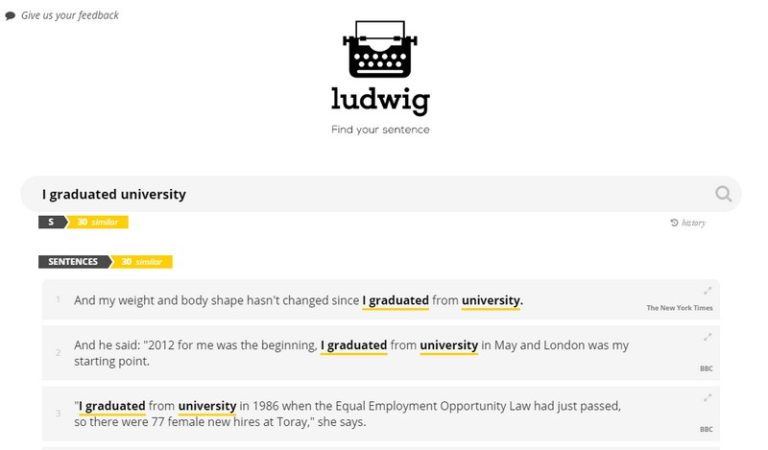 Give us your feedback
ludwig
Find your sentence
I graduated university
S 30 similar
history
SENTENCES 30 similar
1 And my weight and body shape hasn't changed since I graduated from university.
The New York Times
2 And he said: "2012 for me was the beginning, I graduated from university in May and London was my
starting point.
BBC
3 "I graduated from university in 1986 when the Equal Employment Opportunity Law had just passed,
so there were 77 female new hires at Toray," she says.
BBC